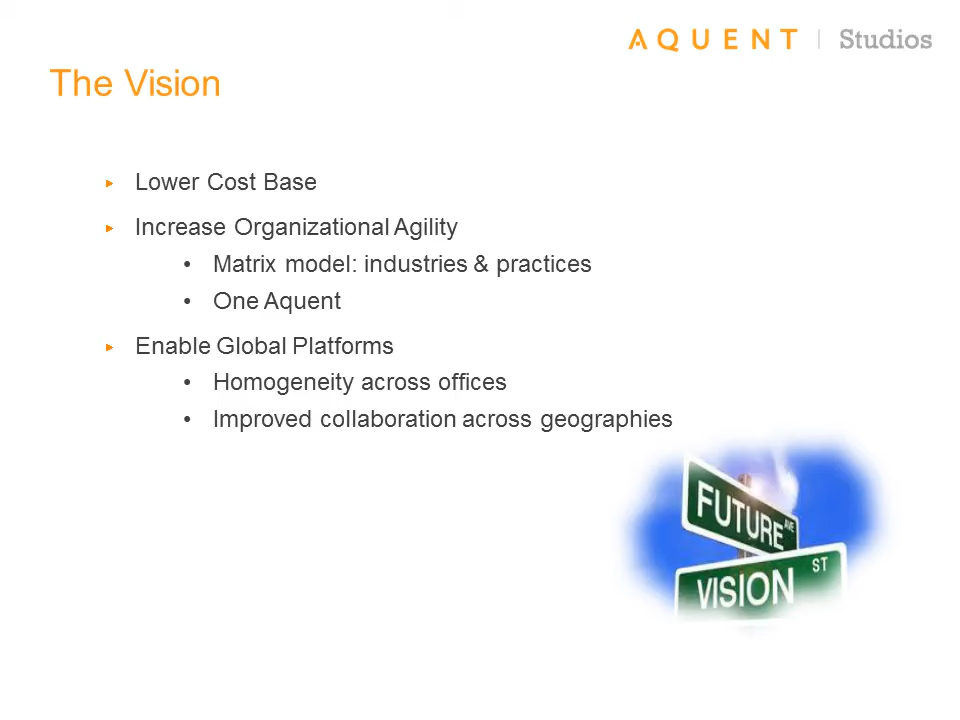 AQUENT | Studios
The Vision
Lower Cost Base
Increase Organizational Agility
• Matrix model: industries & practices
• One Aquent
Enable Global Platforms
• Homogeneity across offices
• Improved collaboration across geographies
FUTURE AVE
VISION ST